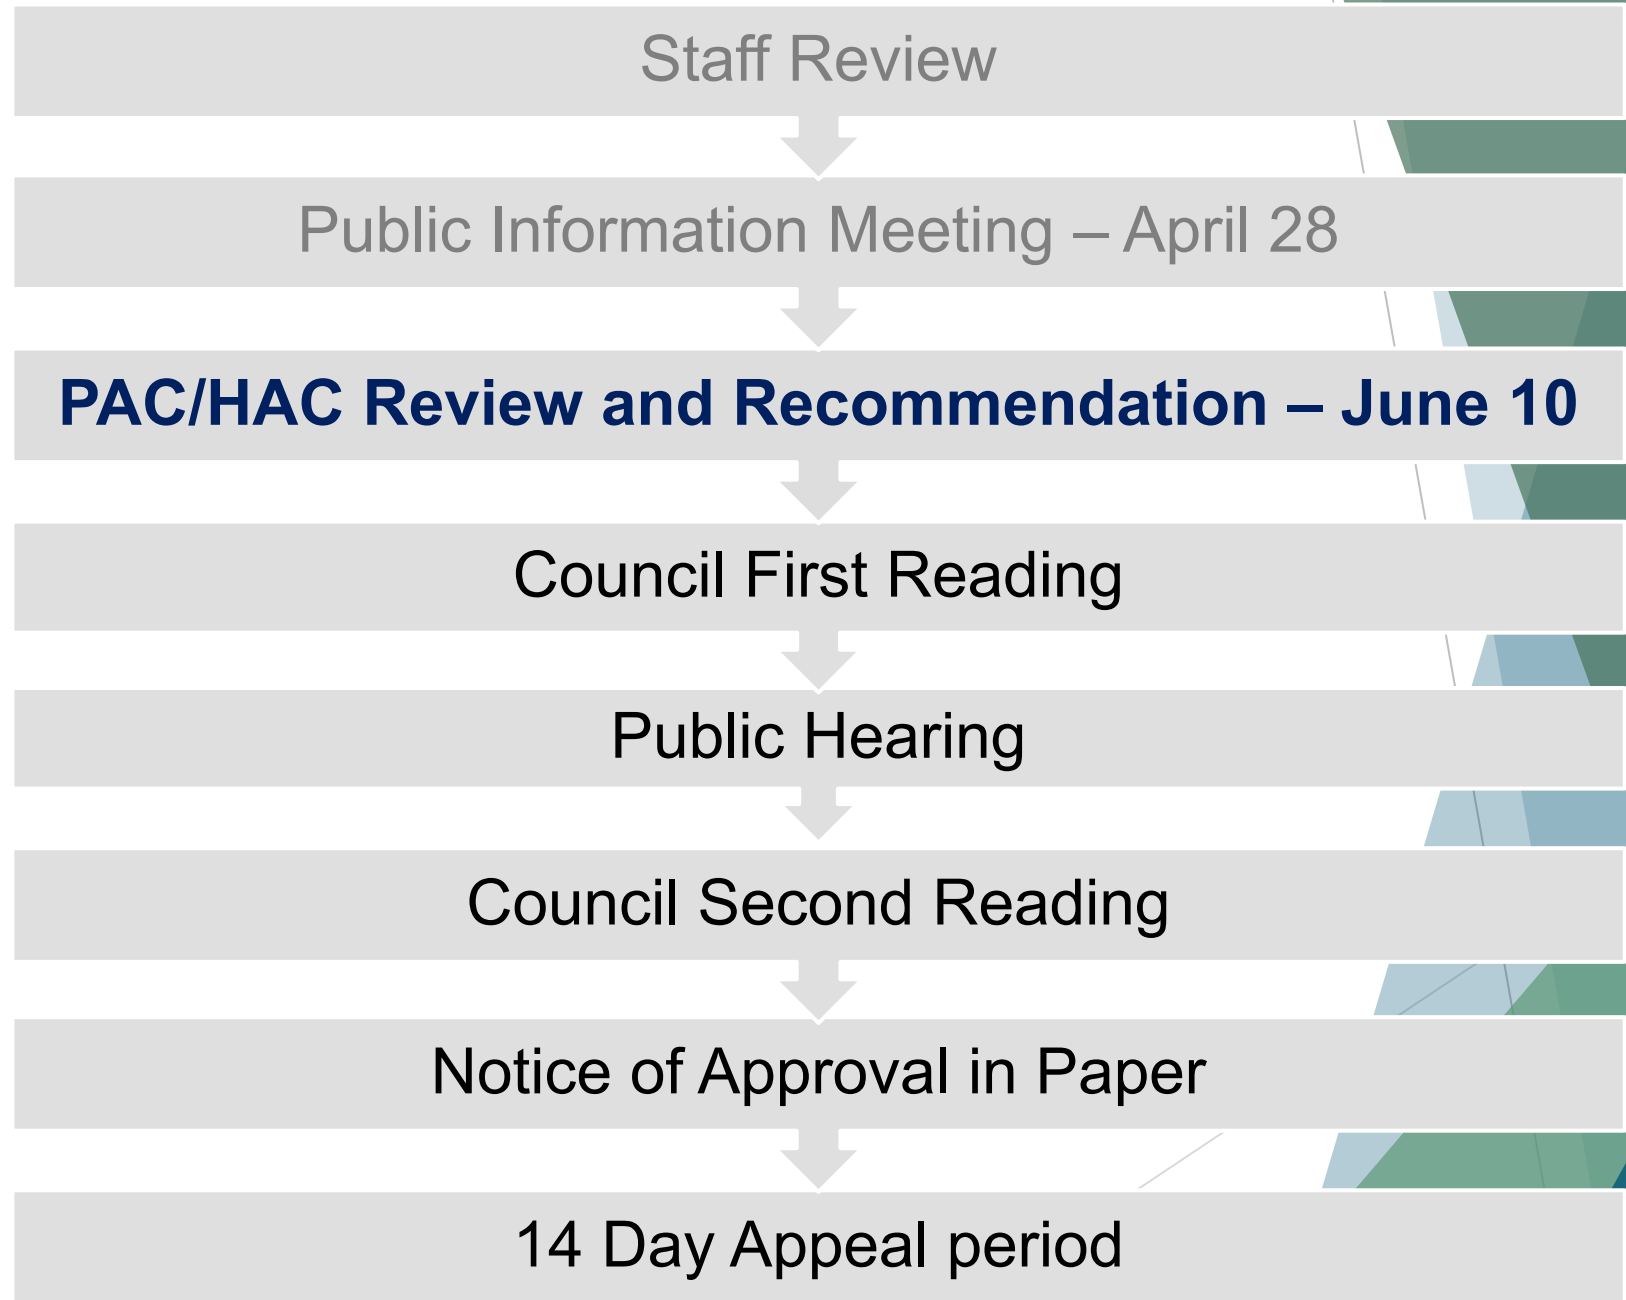 Staff Review
Public Information Meeting – April 28
PAC/HAC Review and Recommendation – June 10
Council First Reading
Public Hearing
Council Second Reading
Notice of Approval in Paper
14 Day Appeal period